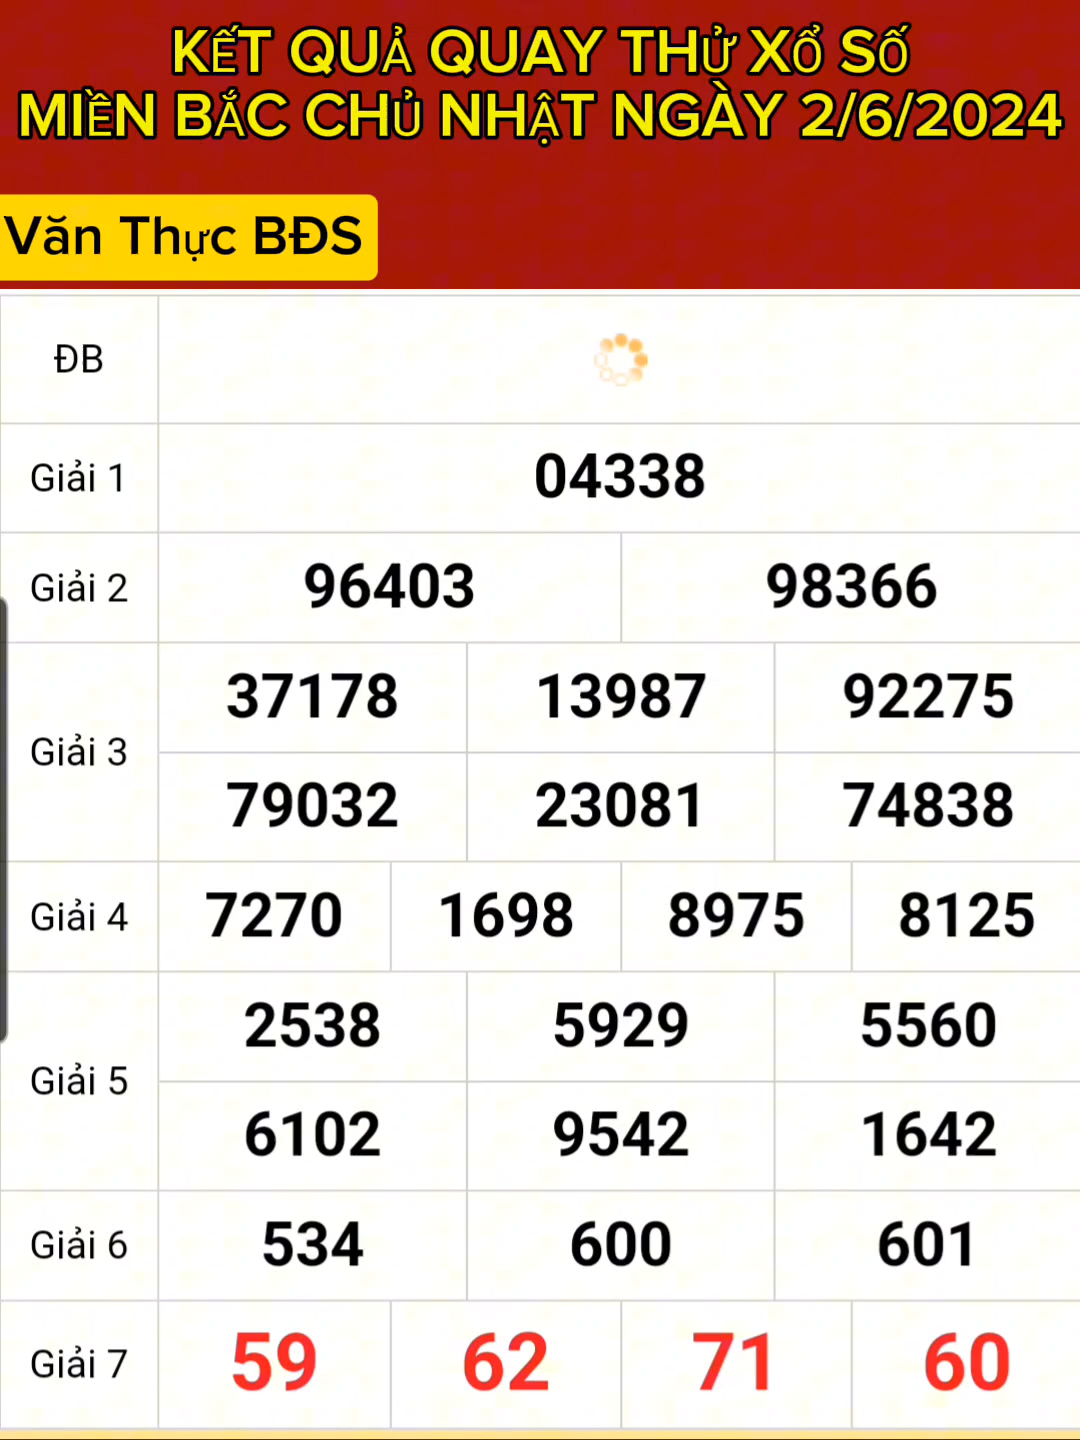 KẾT QUẢ QUAY THỬ XỔ SỐ
MIỀN BẮC CHỦ NHẬT NGÀY 2/6/2024
Văn Thực BĐS
ĐB
Giải 1 04338
Giải 2 96403 98366
Giải 3
37178 13987 92275
79032 23081 74838
Giải 4 7270 1698 8975 8125
Giải 5
2538 5929 5560
6102 9542 1642
Giải 6 534 600 601
Giải 7 59 62 71 60